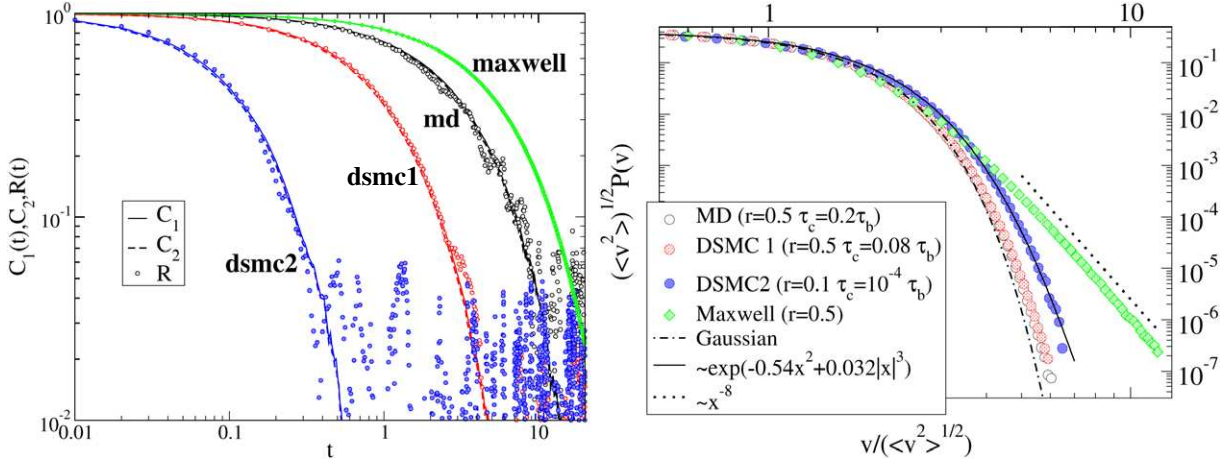 10^0
10^-1
10^-2
C_1(t),C_2,R(t)
C_1
C_2
R
maxwell
md
dsmc1
dsmc2
0.01 0.1 1 10
t
1 10
10^-1
10^-2
10^-3
10^-4
10^-5
10^-6
10^-7
(<v^2>)^1/2 P(v)
MD (r=0.5 τ_c=0.2τ_b)
DSMC 1 (r=0.5 τ_c=0.08 τ_b)
DSMC2 (r=0.1 τ_c=10^-4 τ_b)
Maxwell (r=0.5)
Gaussian
~exp(-0.54x^2+0.032|x|^3)
~x^-8
v/(<v^2>^1/2)